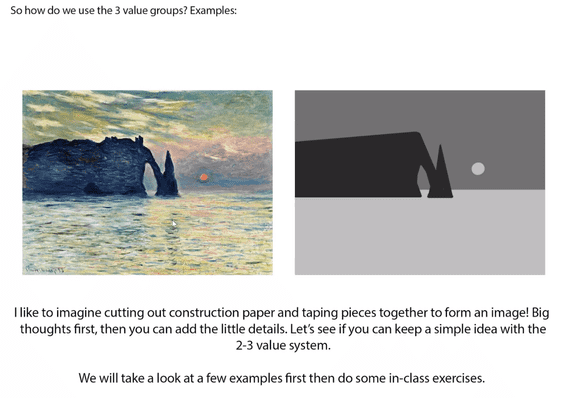 So how do we use the 3 value groups? Examples:
I like to imagine cutting out construction paper and taping pieces together to form an image! Big
thoughts first, then you can add the little details. Let's see if you can keep a simple idea with the
2-3 value system.
We will take a look at a few examples first then do some in-class exercises.